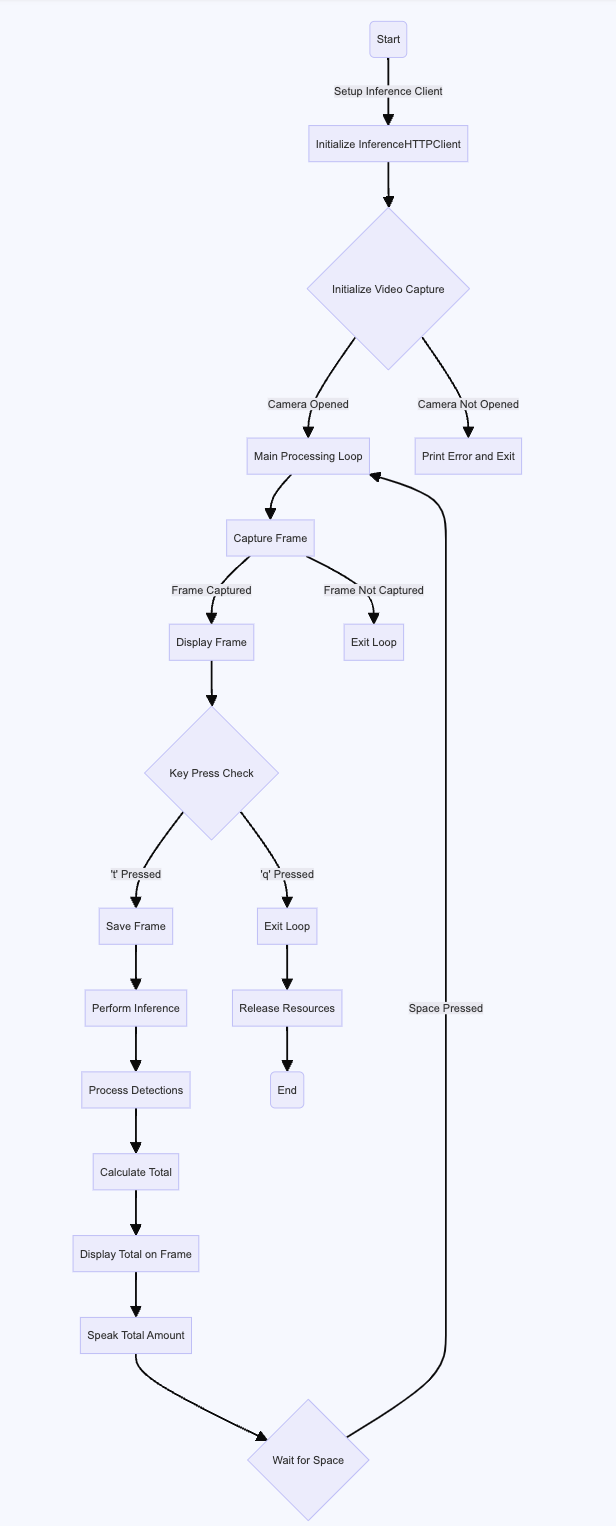 Start
Setup Inference Client
Initialize InferenceHTTPClient
Initialize Video Capture
Camera Opened
Camera Not Opened
Main Processing Loop
Print Error and Exit
Capture Frame
Frame Captured
Frame Not Captured
Display Frame
Exit Loop
Key Press Check
't' Pressed
'q' Pressed
Save Frame
Exit Loop
Perform Inference
Release Resources
Space Pressed
Process Detections
End
Calculate Total
Display Total on Frame
Speak Total Amount
Wait for Space